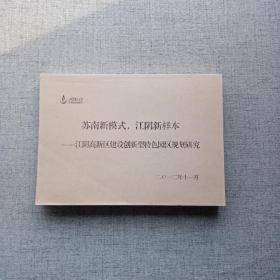 苏南新模式，江阴新样本
——江阴高新区建设创新型特色园区规划研究
二〇一二年十一月